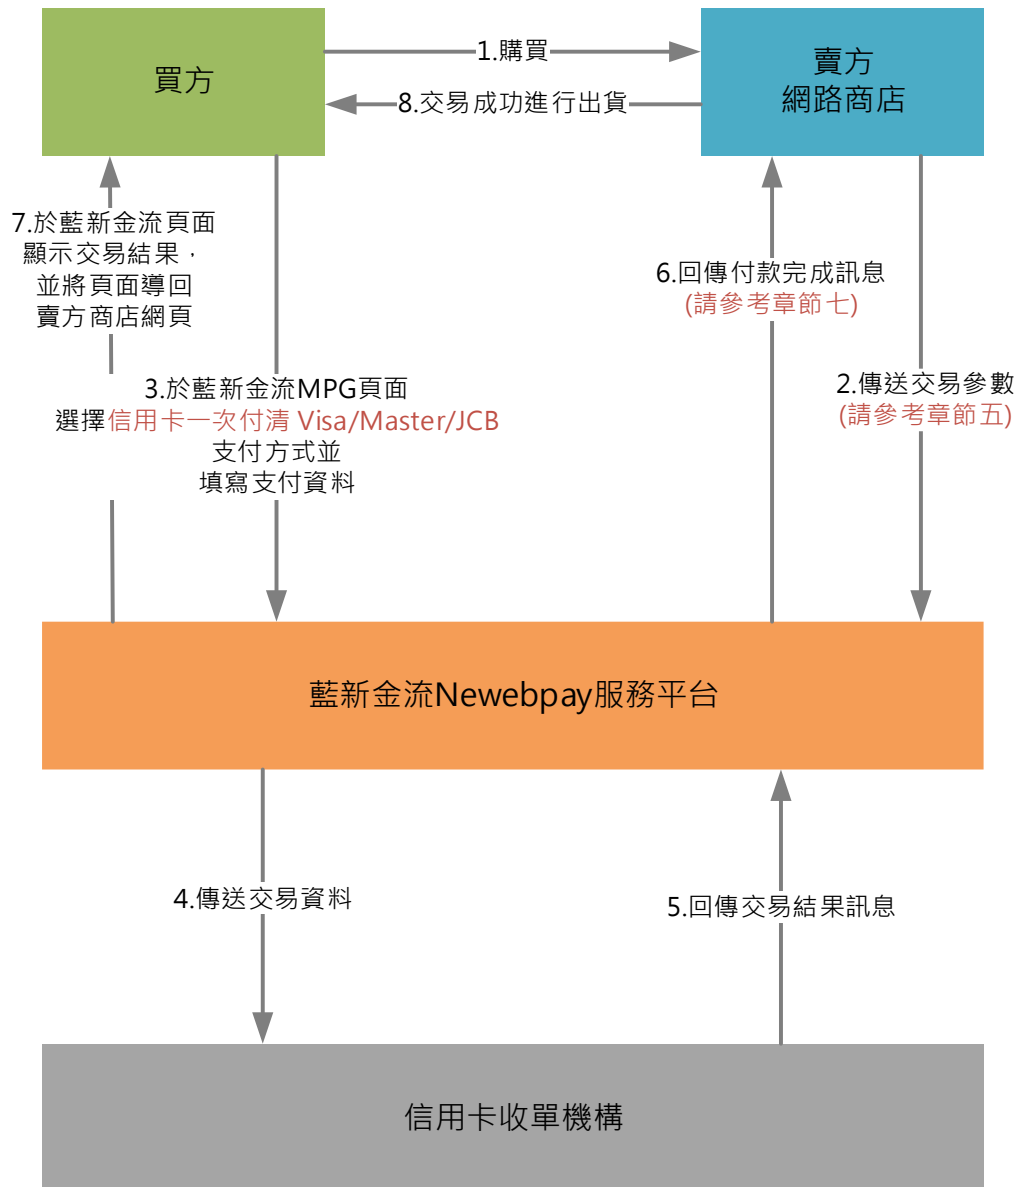 買方
1.購買
賣方
網路商店
8.交易成功進行出貨
7.於藍新金流頁面
顯示交易結果，
並將頁面導回
賣方商店網頁
6.回傳付款完成訊息
(請參考章節七)
3.於藍新金流MPG頁面
選擇信用卡一次付清 Visa/Master/JCB
支付方式並
填寫支付資料
2.傳送交易參數
(請參考章節五)
藍新金流Newebpay服務平台
4.傳送交易資料
5.回傳交易結果訊息
信用卡收單機構